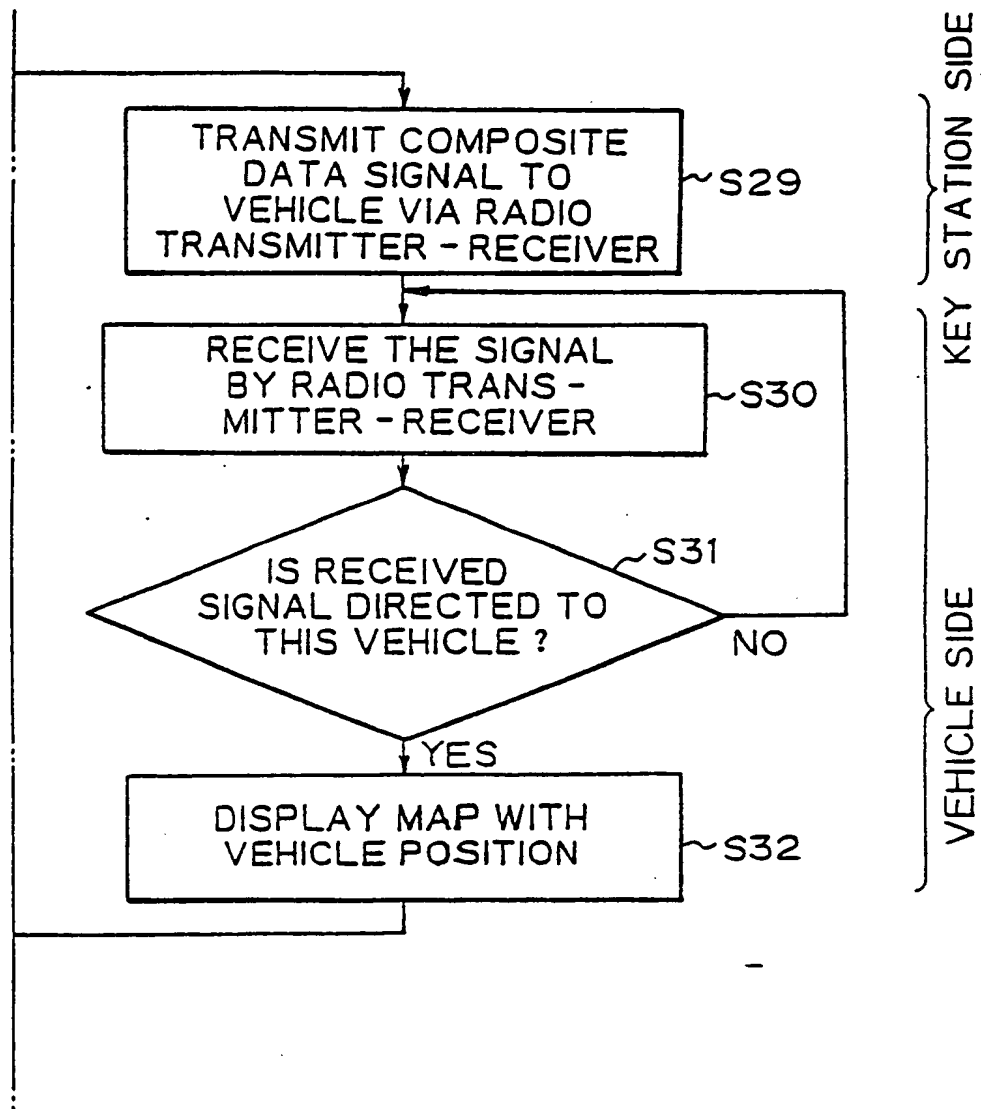 TRANSMIT COMPOSITE
DATA SIGNAL TO
VEHICLE VIA RADIO
TRANSMITTER - RECEIVER
S29
KEY STATION SIDE
RECEIVE THE SIGNAL
BY RADIO TRANS -
MITTER - RECEIVER
S30
IS RECEIVED
SIGNAL DIRECTED TO
THIS VEHICLE ?
S31
NO
YES
DISPLAY MAP WITH
VEHICLE POSITION
S32
VEHICLE SIDE